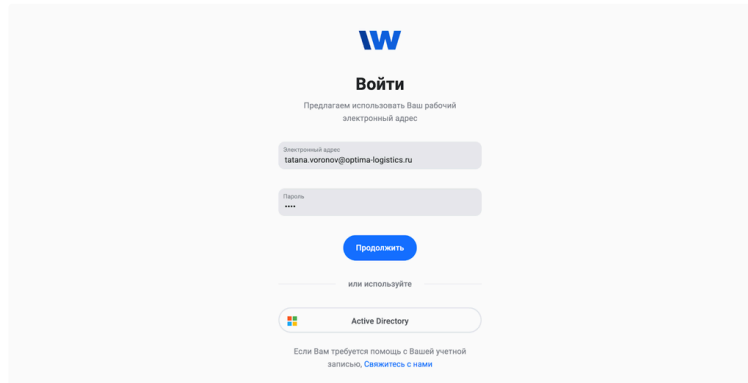 Войти
Предлагаем использовать Ваш рабочий
электронный адрес
Электронный адрес
tatana.voronov@optima-logistics.ru
Пароль
••••
Продолжить
или используйте
Active Directory
Если Вам требуется помощь с Вашей учетной
записью, Свяжитесь с нами